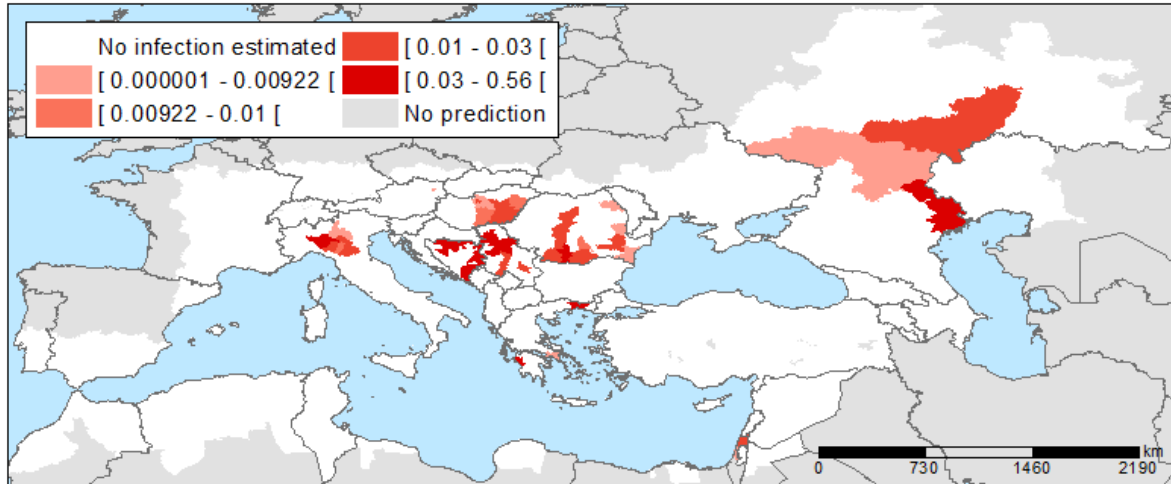 No infection estimated
[ 0.01 - 0.03 [
[ 0.000001 - 0.00922 [
[ 0.03 - 0.56 [
[ 0.00922 - 0.01 [
No prediction
km
0 730 1460 2190